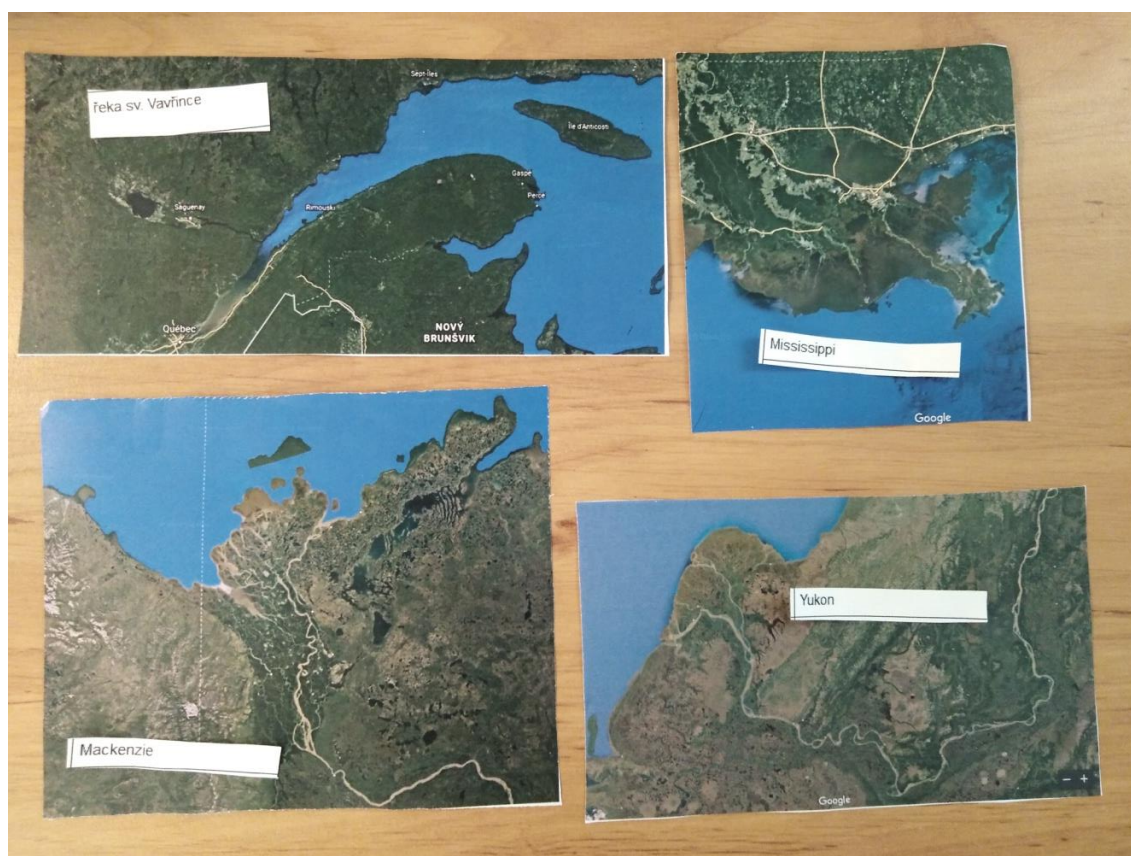 řeka sv. Vavřince
Sept-Îles
Île d'Anticosti
Gaspé
Percé
Saguenay
Rimouski
Québec
NOVÝ
BRUNŠVIK
Mississippi
Google
Mackenzie
Yukon
Google
− +